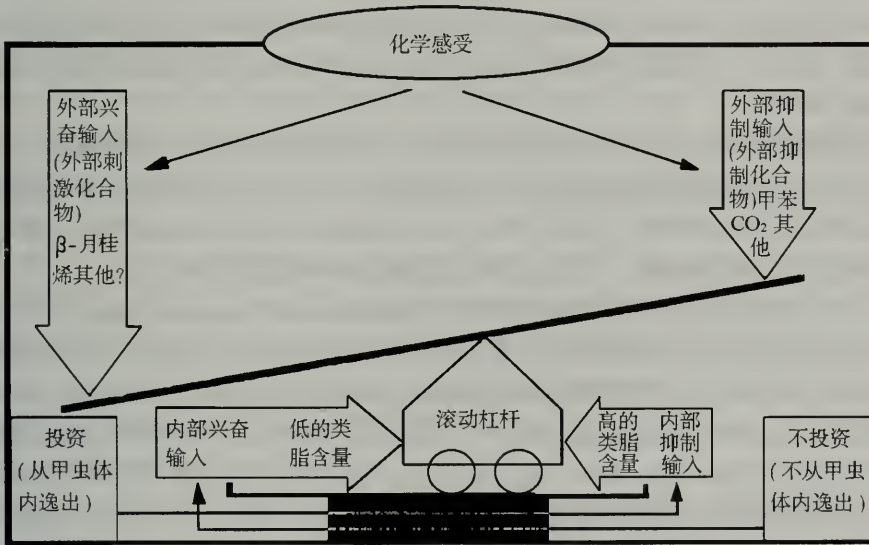 化学感受
外部兴
奋输入
(外部刺
激化合
物)
β-月桂
烯其他?
外部抑
制输入
(外部抑
制化合
物)甲苯
CO₂ 其
他
投资
(从甲虫体
内逸出)
内部兴奋
输入
低的类
脂含量
滚动杠杆
高的
类脂
含量
内部
抑制
输入
不投资
(不从甲虫
体内逸出)